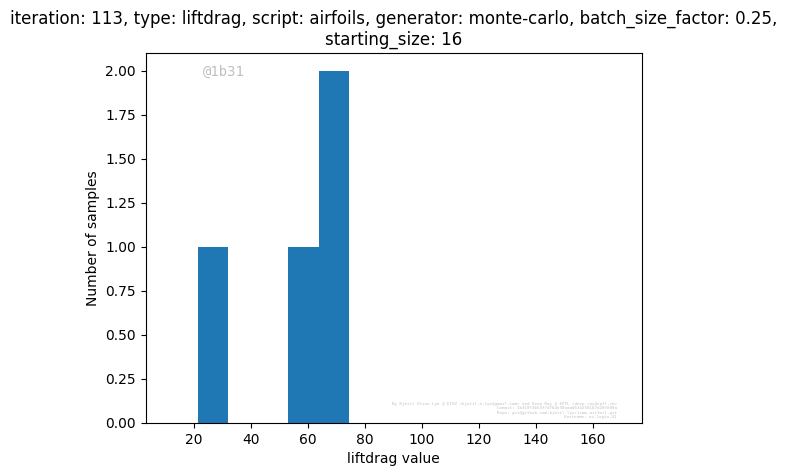 iteration: 113, type: liftdrag, script: airfoils, generator: monte-carlo, batch_size_factor: 0.25,
starting_size: 16
@1b31
2.00
1.75
1.50
1.25
1.00
0.75
0.50
0.25
0.00
Number of samples
20 40 60 80 100 120 140 160
liftdrag value